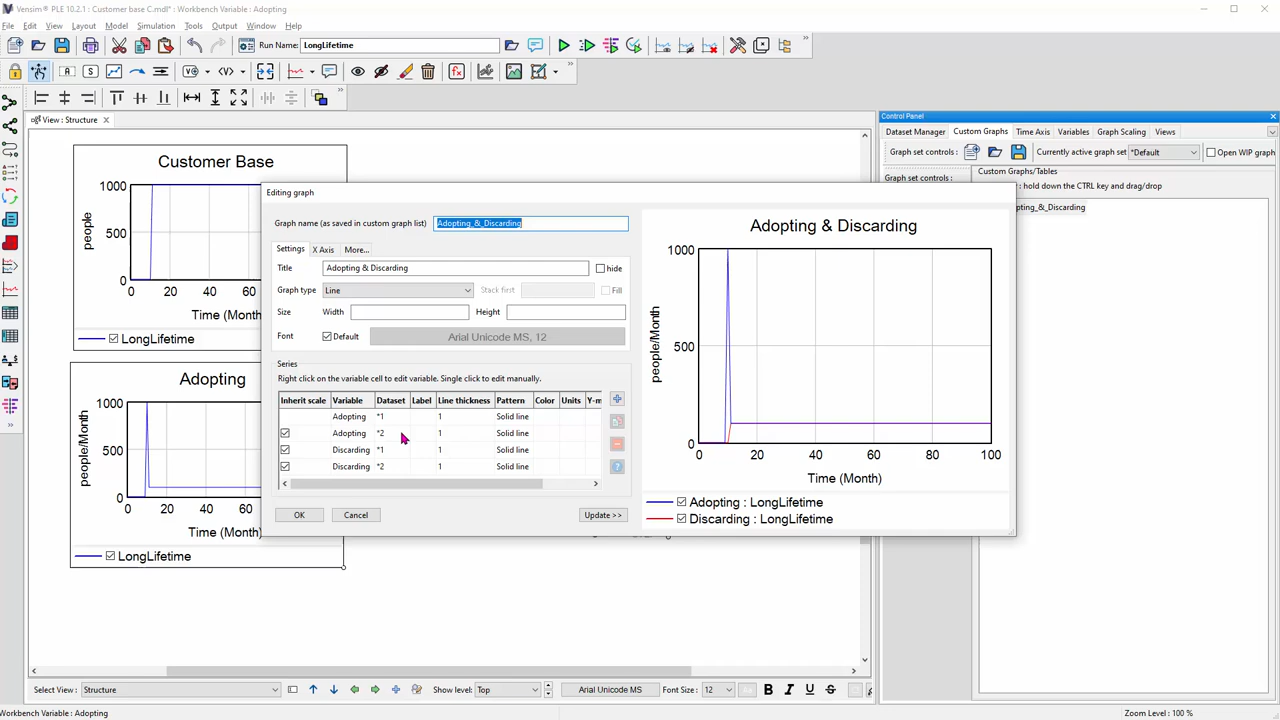 Vensim® PLE 10.2.1 : Customer base C.mdl* : Workbench Variable : Adopting
File Edit View Layout Model Simulation Tools Output Window Help
Run Name: LongLifetime
View : Structure
Customer Base
1000
people
500
0
0 20 40 60
Time (Month)
LongLifetime
Adopting
1000
people/Month
500
0
0 20 40 60
Time (Month)
LongLifetime
Editing graph
Graph name (as saved in custom graph list) Adopting_&_Discarding
Settings X Axis More...
Title Adopting & Discarding hide
Graph type Line Stack first Fill
Size Width Height
Font Default Arial Unicode MS, 12
Series
Right click on the variable cell to edit variable. Single click to edit manually.
Inherit scale Variable Dataset Label Line thickness Pattern Color Units Y-m
Adopting *1 1 Solid line
Adopting *2 1 Solid line
Discarding *1 1 Solid line
Discarding *2 1 Solid line
OK Cancel Update >>
Adopting & Discarding
1000
people/Month
500
0
0 20 40 60 80 100
Time (Month)
Adopting : LongLifetime
Discarding : LongLifetime
Control Panel
Dataset Manager Custom Graphs Time Axis Variables Graph Scaling Views
Graph set controls : Currently active graph set *Default Open WIP graph
Graph set controls :
Custom Graphs/Tables
: hold down the CTRL key and drag/drop
pting_&_Discarding
Select View : Structure Show level: Top Arial Unicode MS Font Size : 12 B I U S
Workbench Variable : Adopting Zoom Level : 100 %